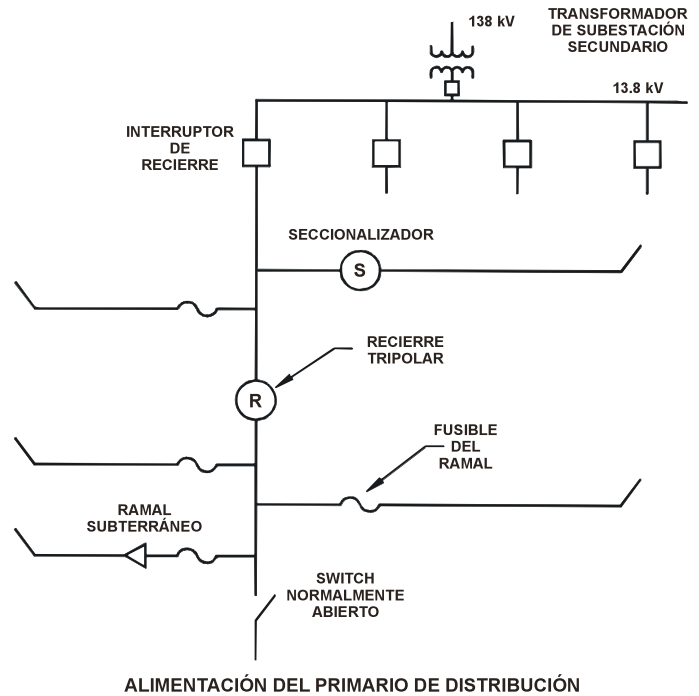 138 kV
TRANSFORMADOR
DE SUBESTACIÓN
SECUNDARIO
13.8 kV
INTERRUPTOR
DE
RECIERRE
SECCIONALIZADOR
S
RECIERRE
TRIPOLAR
R
FUSIBLE
DEL
RAMAL
RAMAL
SUBTERRÁNEO
SWITCH
NORMALMENTE
ABIERTO
ALIMENTACIÓN DEL PRIMARIO DE DISTRIBUCIÓN